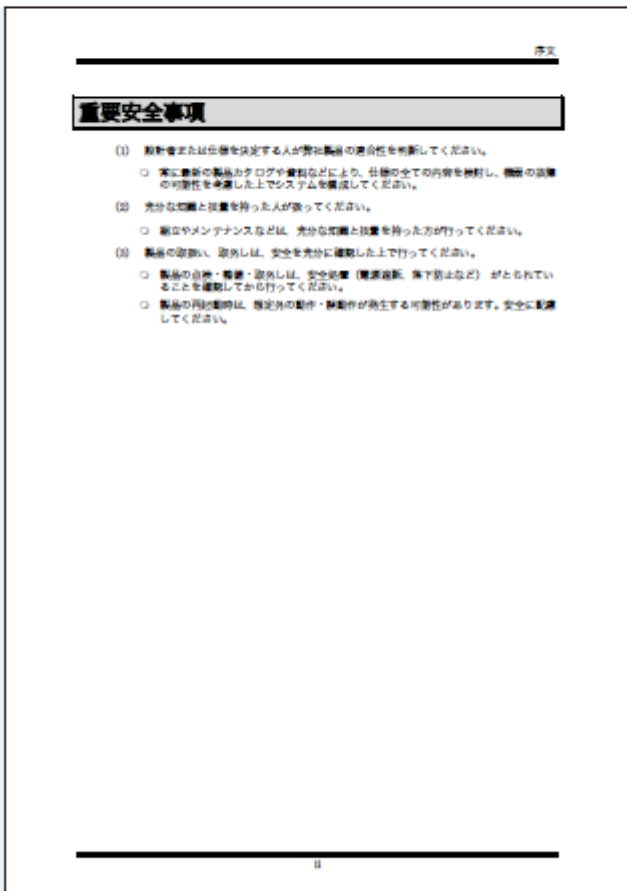 序文
重要安全事項
(1) 設計者または仕様を決定する人が弊社製品の適合性を判断してください。
○ 常に最新の製品カタログや資料などにより、仕様の全ての内容を検討し、機器の故障
の可能性を考慮した上でシステムを構成してください。
(2) 充分な知識と技量を持った人が扱ってください。
○ 組立やメンテナンスなどは、充分な知識と技量を持った方が行ってください。
(3) 製品の取扱い、取外しは、安全を充分に確認した上で行ってください。
○ 製品の点検・整備・取外しは、安全処置（電源遮断、落下防止など） がとられてい
ることを確認してから行ってください。
○ 製品の再起動時は、想定外の動作・誤動作が発生する可能性があります。安全に配慮
してください。
ii